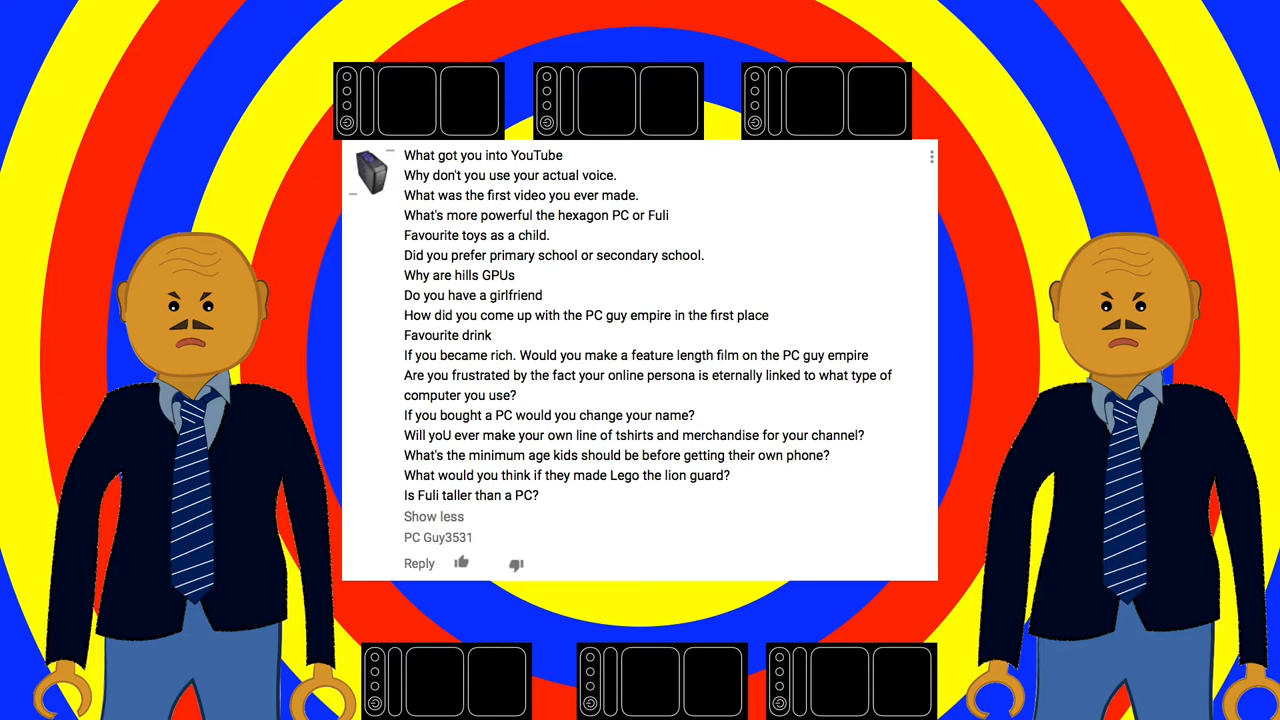 What got you into YouTube
Why don't you use your actual voice.
What was the first video you ever made.
What's more powerful the hexagon PC or Fuli
Favourite toys as a child.
Did you prefer primary school or secondary school.
Why are hills GPUs
Do you have a girlfriend
How did you come up with the PC guy empire in the first place
Favourite drink
If you became rich. Would you make a feature length film on the PC guy empire
Are you frustrated by the fact your online persona is eternally linked to what type of
computer you use?
If you bought a PC would you change your name?
Will yoU ever make your own line of tshirts and merchandise for your channel?
What's the minimum age kids should be before getting their own phone?
What would you think if they made Lego the lion guard?
Is Fuli taller than a PC?
Show less
PC Guy3531
Reply